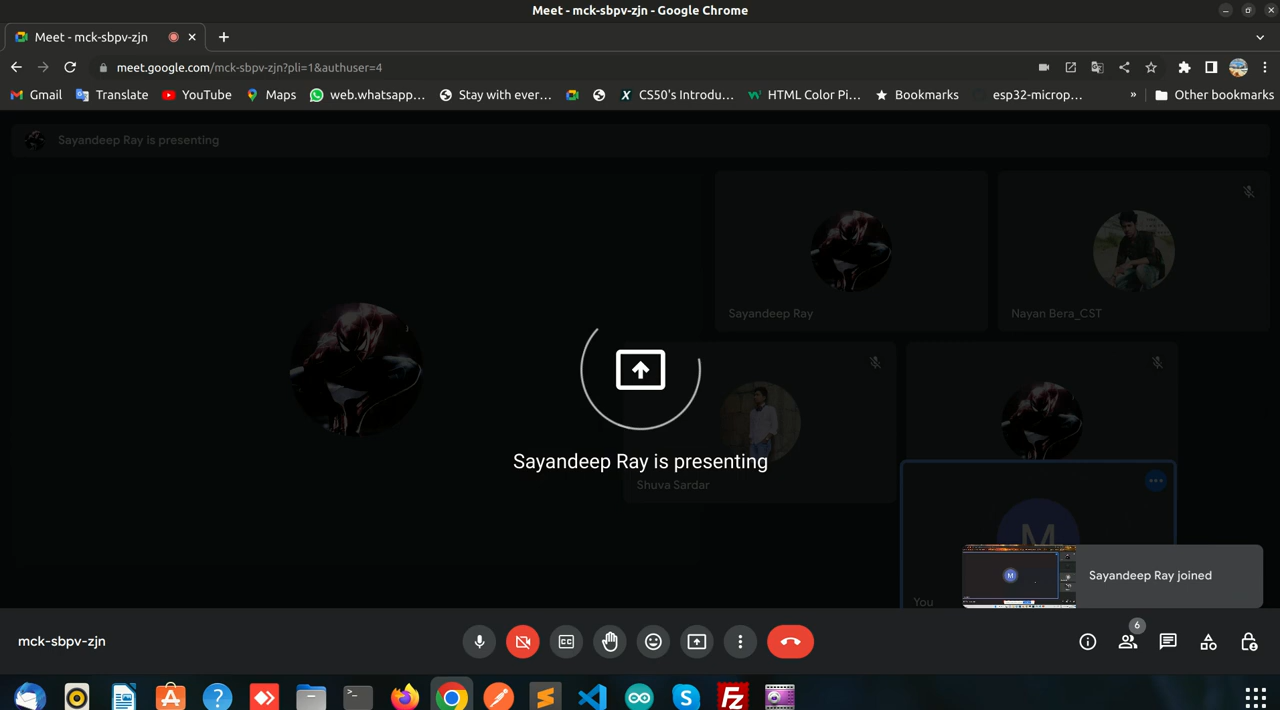 Meet - mck-sbpv-zjn - Google Chrome
Meet - mck-sbpv-zjn
meet.google.com/mck-sbpv-zjn?pli=1&authuser=4
Gmail Translate YouTube Maps web.whatsapp... Stay with ever... CS50's Introdu... HTML Color Pi... Bookmarks esp32-microp... » Other bookmarks
Sayandeep Ray is presenting
Sayandeep Ray
Nayan Bera_CST
Sayandeep Ray is presenting
Shuva Sardar
M
You
M
Sayandeep Ray joined
mck-sbpv-zjn
6